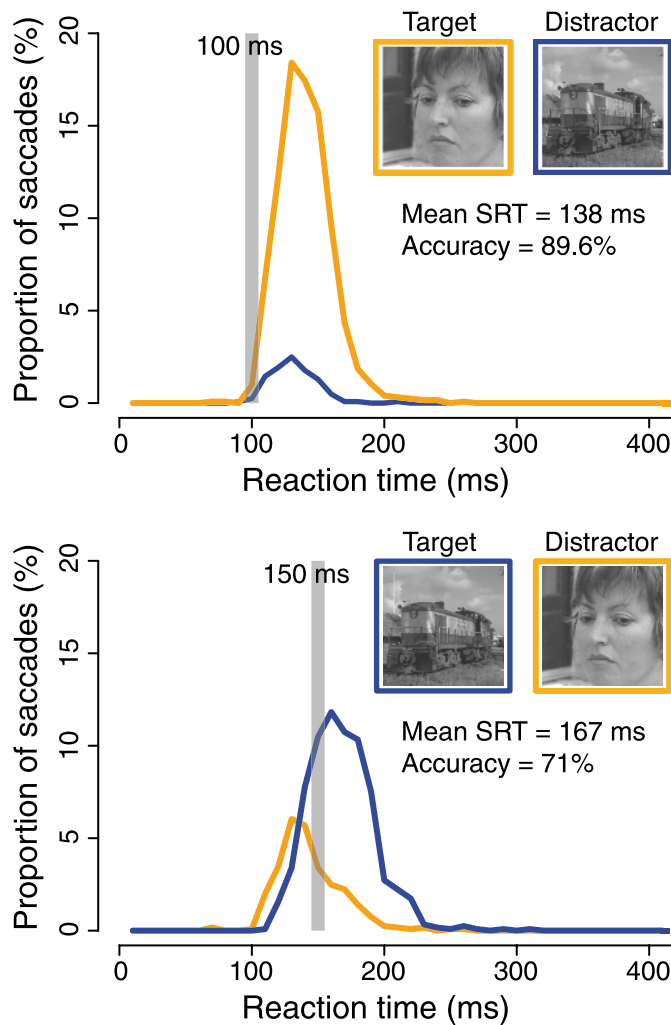 Target Distractor
100 ms
Mean SRT = 138 ms
Accuracy = 89.6%
Proportion of saccades (%)
20
15
10
5
0
0 100 200 300 400
Reaction time (ms)
Target Distractor
150 ms
Mean SRT = 167 ms
Accuracy = 71%
Proportion of saccades (%)
20
15
10
5
0
0 100 200 300 400
Reaction time (ms)